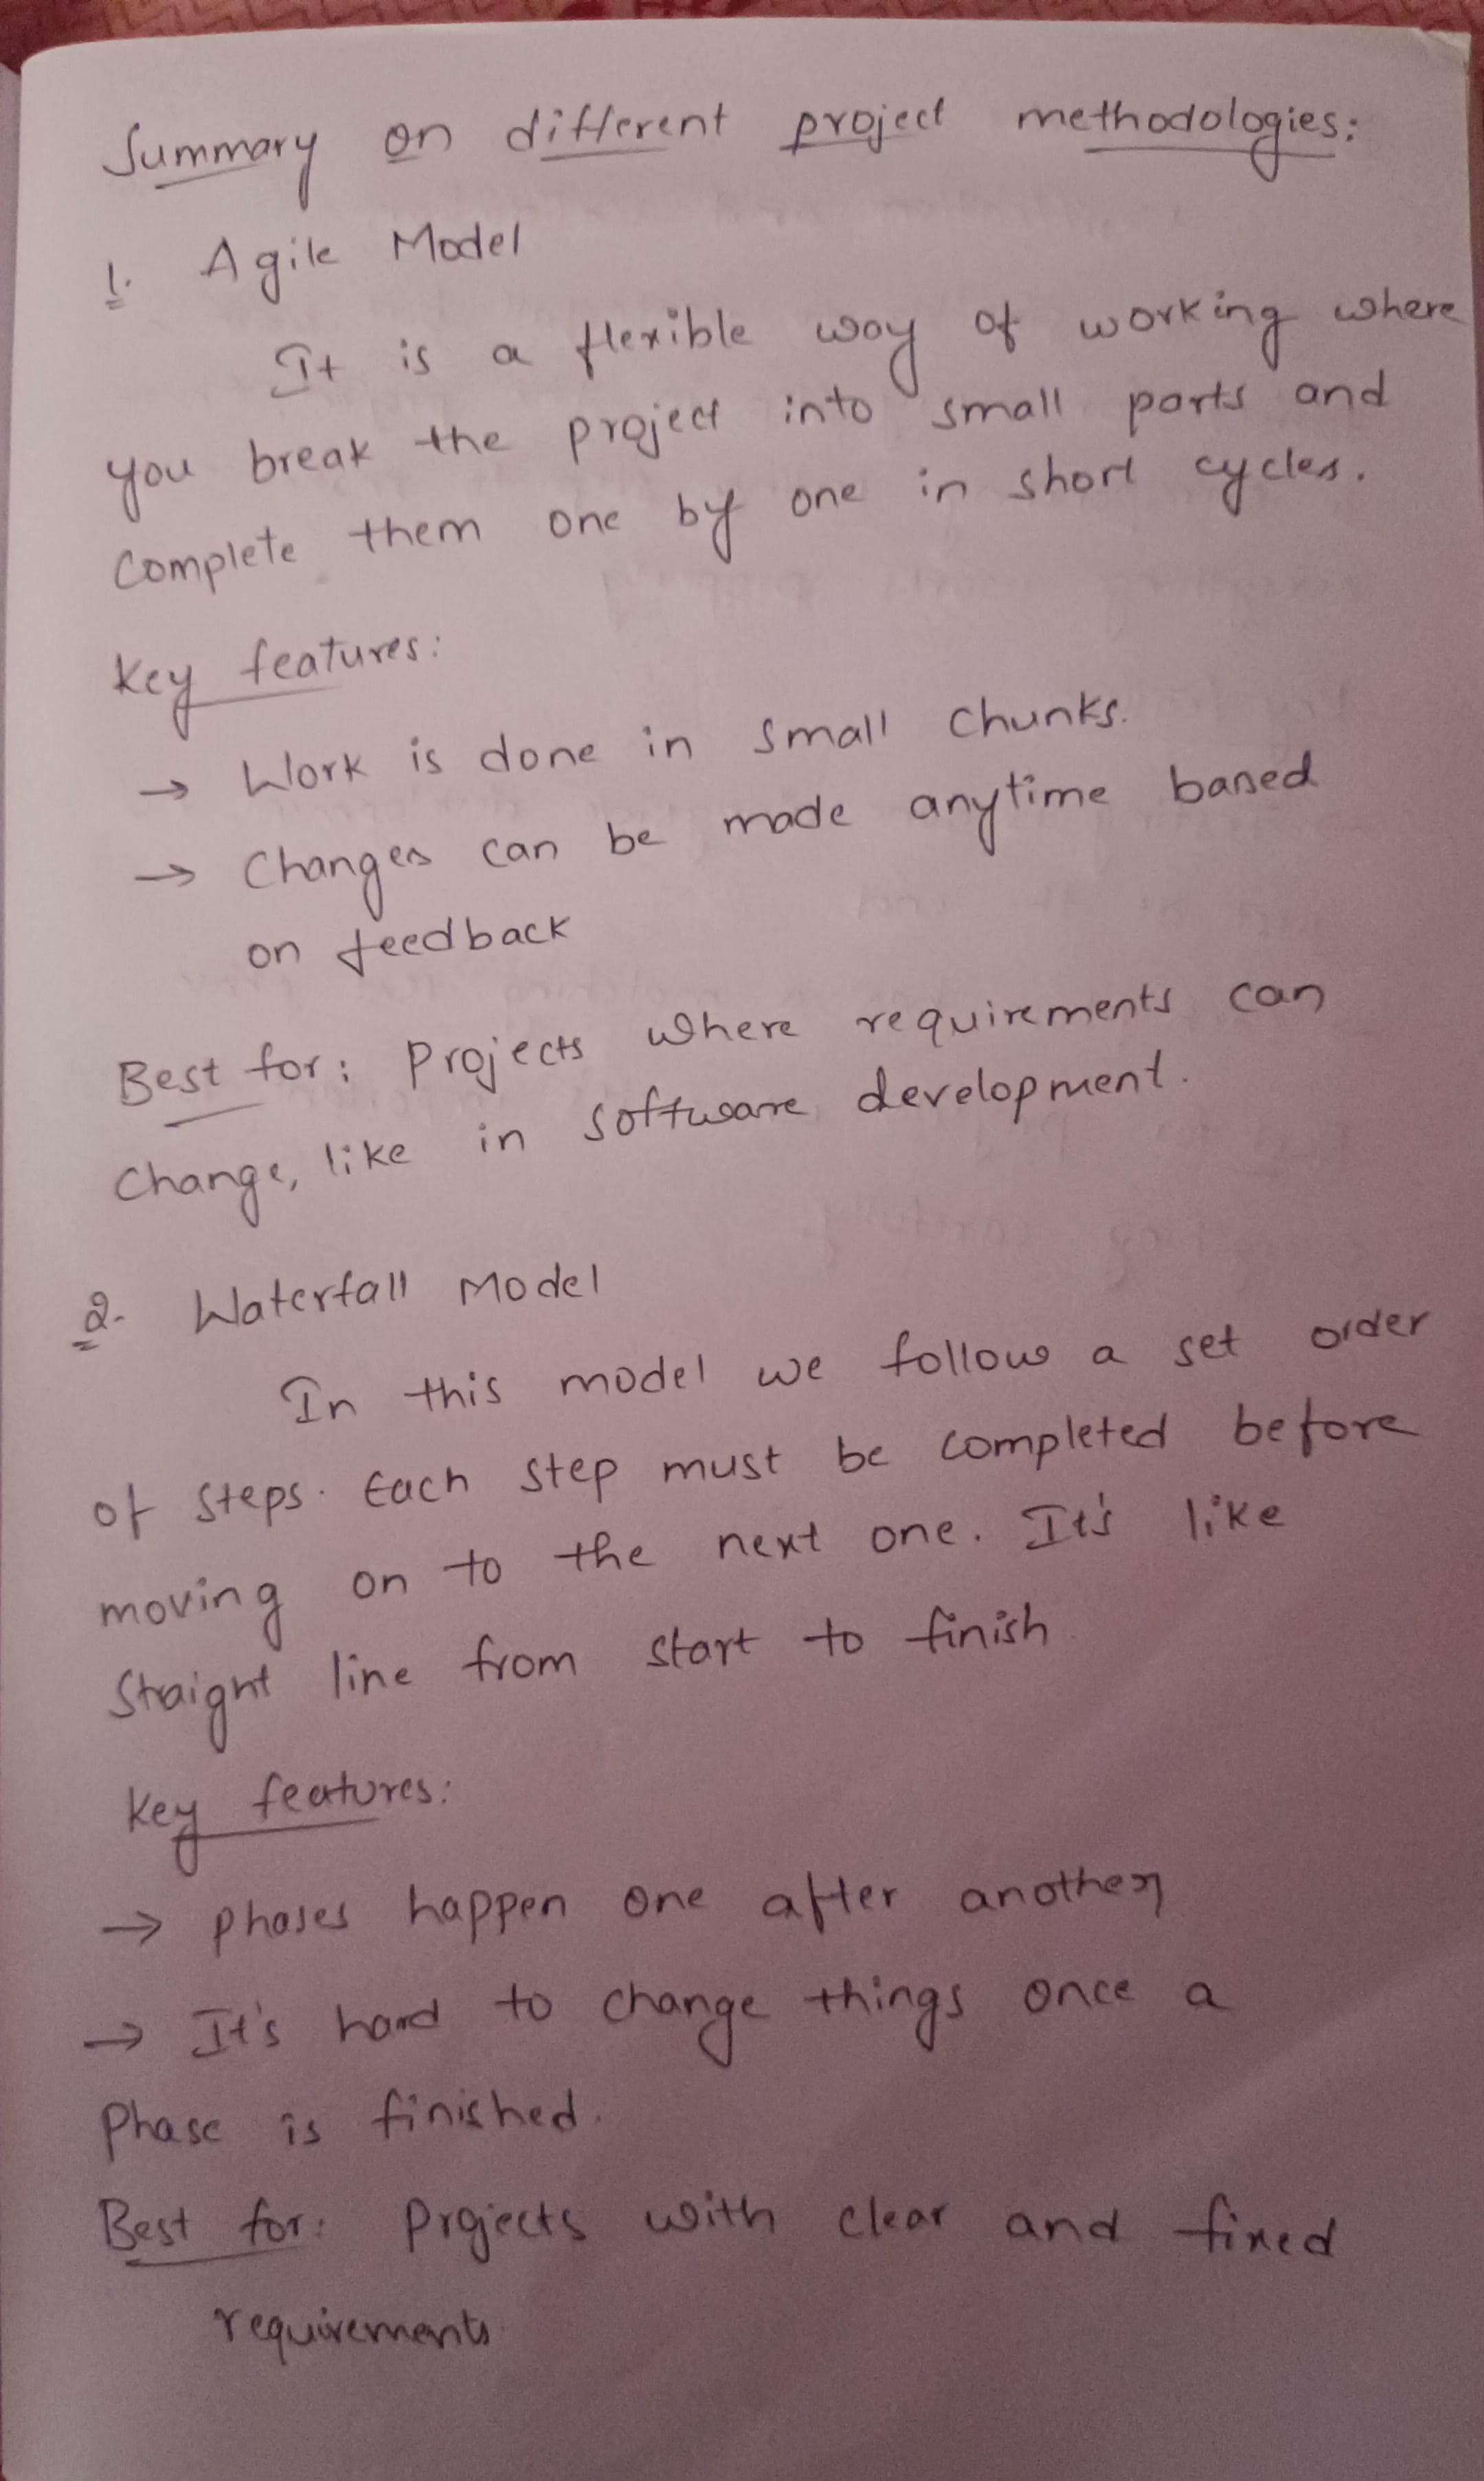 Summary on different project methodologies:
1. Agile Model
It is a flexible way of working where
you break the project into small parts and
Complete them one by one in short cycles.
Key features:
→ Work is done in small chunks.
→ Changes can be made anytime based
on feedback
Best for: Projects where requirements can
Change, like in software development.
2. Waterfall Model
In this model we follow a set order
of steps. Each step must be completed before
moving on to the next one. It's like
Straight line from start to finish
Key features:
→ phases happen one after another
→ It's hard to change things once a
Phase is finished.
Best for: Projects with clear and fixed
requirements